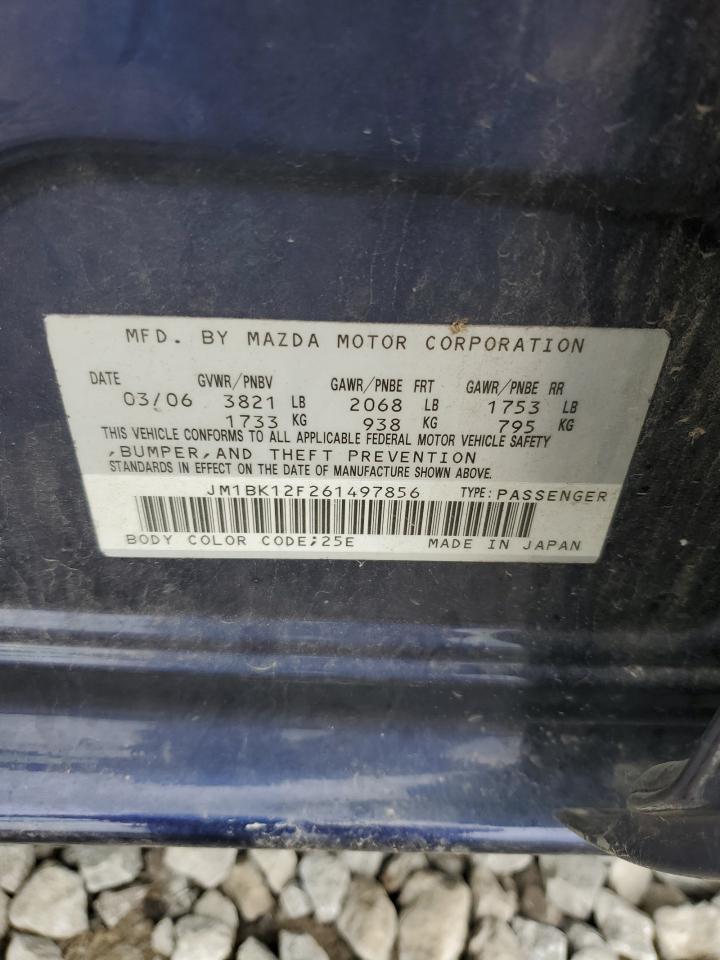 MFD. BY MAZDA MOTOR CORPORATION
DATE GVWR/PNBV GAWR/PNBE FRT GAWR/PNBE RR
03/06 3821 LB 2068 LB 1753 LB
1733 KG 938 KG 795 KG
THIS VEHICLE CONFORMS TO ALL APPLICABLE FEDERAL MOTOR VEHICLE SAFETY
,BUMPER,AND THEFT PREVENTION
STANDARDS IN EFFECT ON THE DATE OF MANUFACTURE SHOWN ABOVE.
JM1BK12F261497856 TYPE:PASSENGER
BODY COLOR CODE;25E MADE IN JAPAN